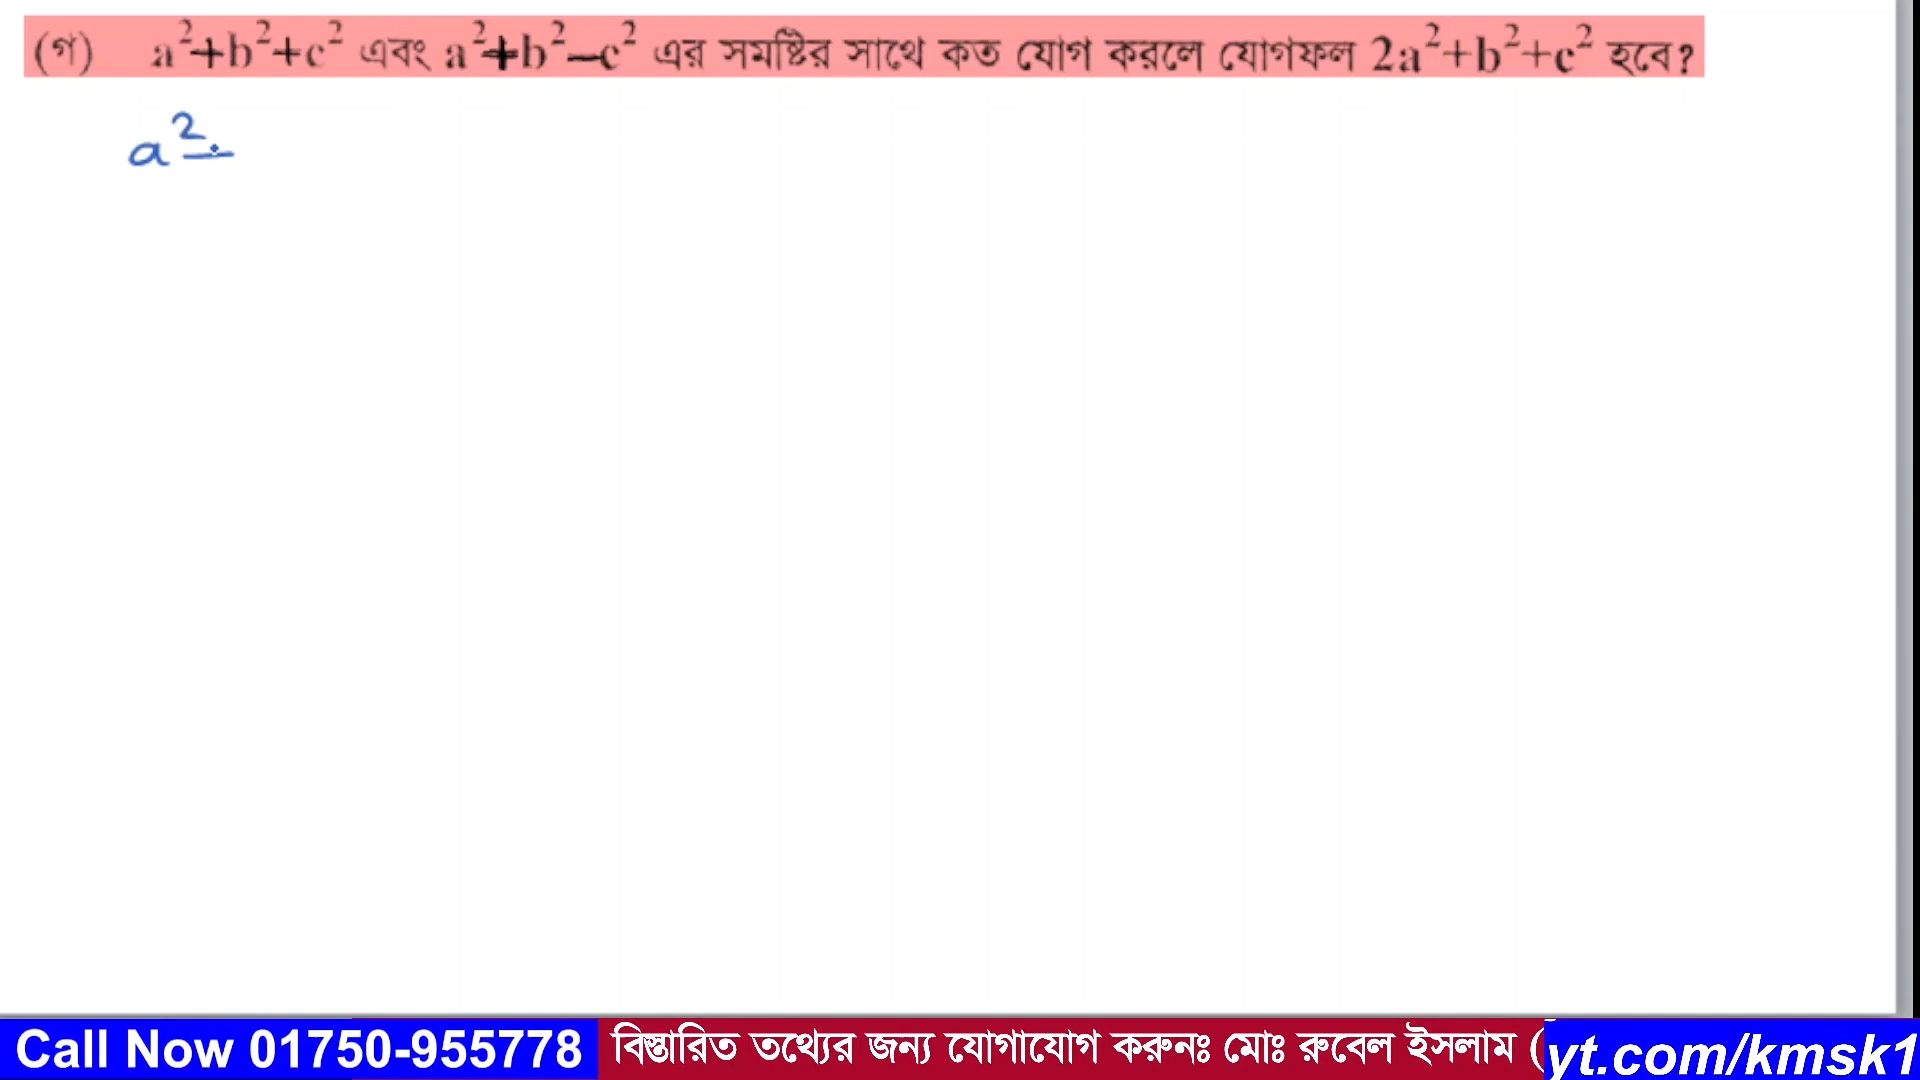 (গ) a²+b²+c² এবং a²+b²−c² এর সমষ্টির সাথে কত যোগ করলে যোগফল 2a²+b²+c² হবে?
a² −
Call Now 01750-955778 বিস্তারিত তথ্যের জন্য যোগাযোগ করুনঃ মোঃ রুবেল ইসলাম ( yt.com/kmsk1